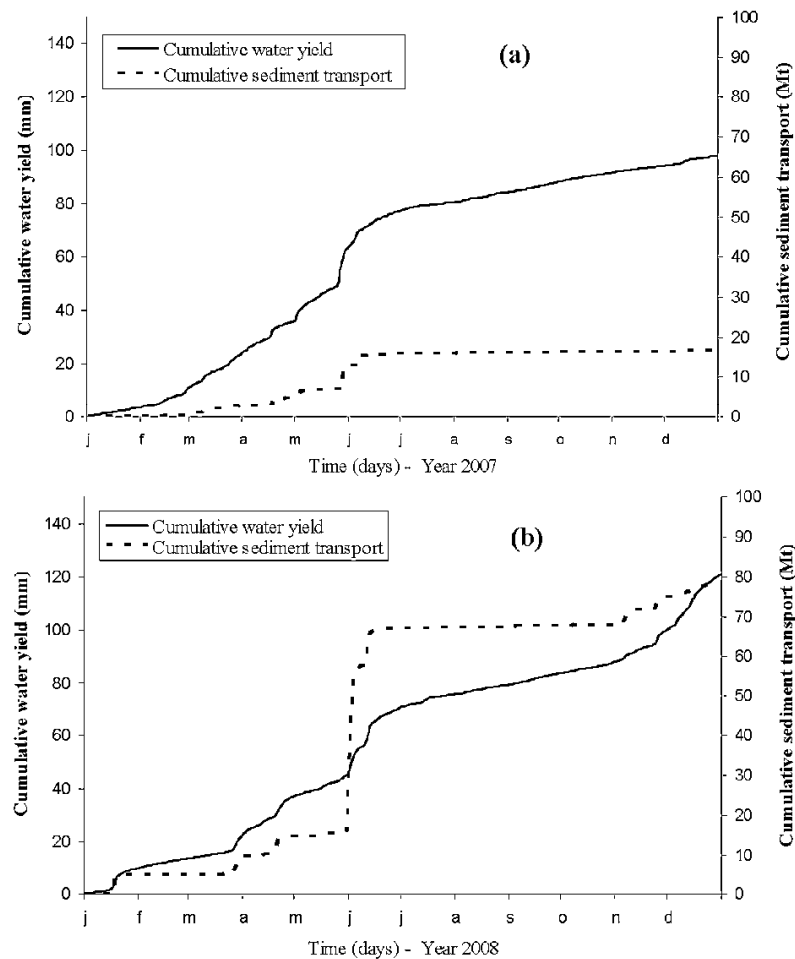 (a)
Cumulative water yield
Cumulative sediment transport
Cumulative water yield (mm)
140
120
100
80
60
40
20
0
Cumulative sediment transport (Mt)
100
90
80
70
60
50
40
30
20
10
0
j f m a m j j a s o n d
Time (days) - Year 2007
(b)
Cumulative water yield
Cumulative sediment transport
Cumulative water yield (mm)
140
120
100
80
60
40
20
0
Cumulative sediment transport (Mt)
100
90
80
70
60
50
40
30
20
10
0
j f m a m j j a s o n d
Time (days) - Year 2008